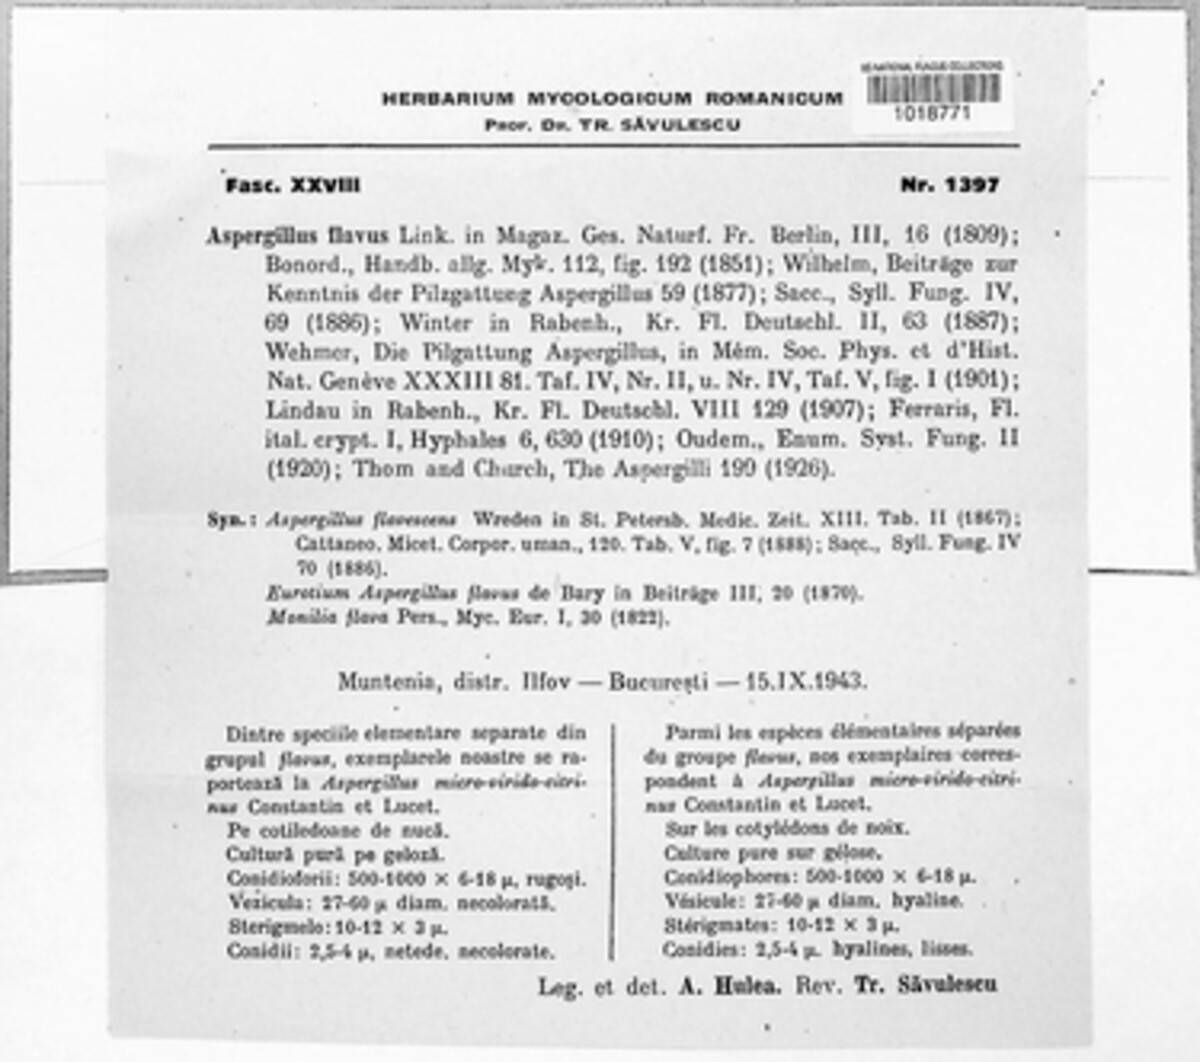 US NATIONAL FUNGUS COLLECTIONS
1018771
HERBARIUM MYCOLOGICUM ROMANICUM
PROF. DR. TR. SĂVULESCU
Fasc. XXVIII
Nr. 1397
Aspergillus flavus Link. in Magaz. Ges. Naturf. Fr. Berlin, III, 16 (1809);
Bonord., Handb. allg. Myk. 112, fig. 192 (1851); Wilhelm, Beiträge zur
Kenntnis der Pilzgattung Aspergillus 59 (1877); Sacc., Syll. Fung. IV,
69 (1886); Winter in Rabenh., Kr. Fl. Deutschl. II, 63 (1887);
Wehmer, Die Pilgattung Aspergillus, in Mém. Soc. Phys. et d'Hist.
Nat. Genève XXXIII 81. Taf. IV, Nr. II, u. Nr. IV, Taf. V, fig. I (1901);
Lindau in Rabenh., Kr. Fl. Deutschl. VIII 129 (1907); Ferraris, Fl.
ital. crypt. I, Hyphales 6, 630 (1910); Oudem., Enum. Syst. Fung. II
(1920); Thom and Church, The Aspergilli 199 (1926).
Syn.: Aspergillus flavescens Wreden in St. Petersb. Medic. Zeit. XIII. Tab. II (1867);
Cattaneo. Micet. Corpor. uman., 120. Tab. V, fig. 7 (1888); Sacc., Syll. Fung. IV
70 (1886).
Eurotium Aspergillus flavus de Bary in Beiträge III, 20 (1870).
Monilia flava Pers., Myc. Eur. I, 30 (1822).
Muntenia, distr. Ilfov — București — 15.IX.1943.
Dintre speciile elementare separate din
grupul flavus, exemplarele noastre se ra-
portează la Aspergillus micro-virido-citri-
nus Constantin et Lucet.
Pe cotiledoane de nucă.
Cultură pură pe geloză.
Conidioforii: 500-1000 × 6-18 µ, rugoși.
Vezicula: 27-60 µ diam. necolorată.
Sterigmele: 10-12 × 3 µ.
Conidii: 2,5-4 µ, netede, necolorate.
Parmi les espèces élémentaires séparées
du groupe flavus, nos exemplaires corres-
pondent à Aspergillus micro-virido-citri-
nus Constantin et Lucet.
Sur les cotylédons de noix.
Culture pure sur gélose.
Conidiophores: 500-1000 × 6-18 µ.
Vésicule: 27-60 µ diam. hyaline.
Stérigmates: 10-12 × 3 µ.
Conidies: 2,5-4 µ, hyalines, lisses.
Leg. et det. A. Hulea. Rev. Tr. Săvulescu